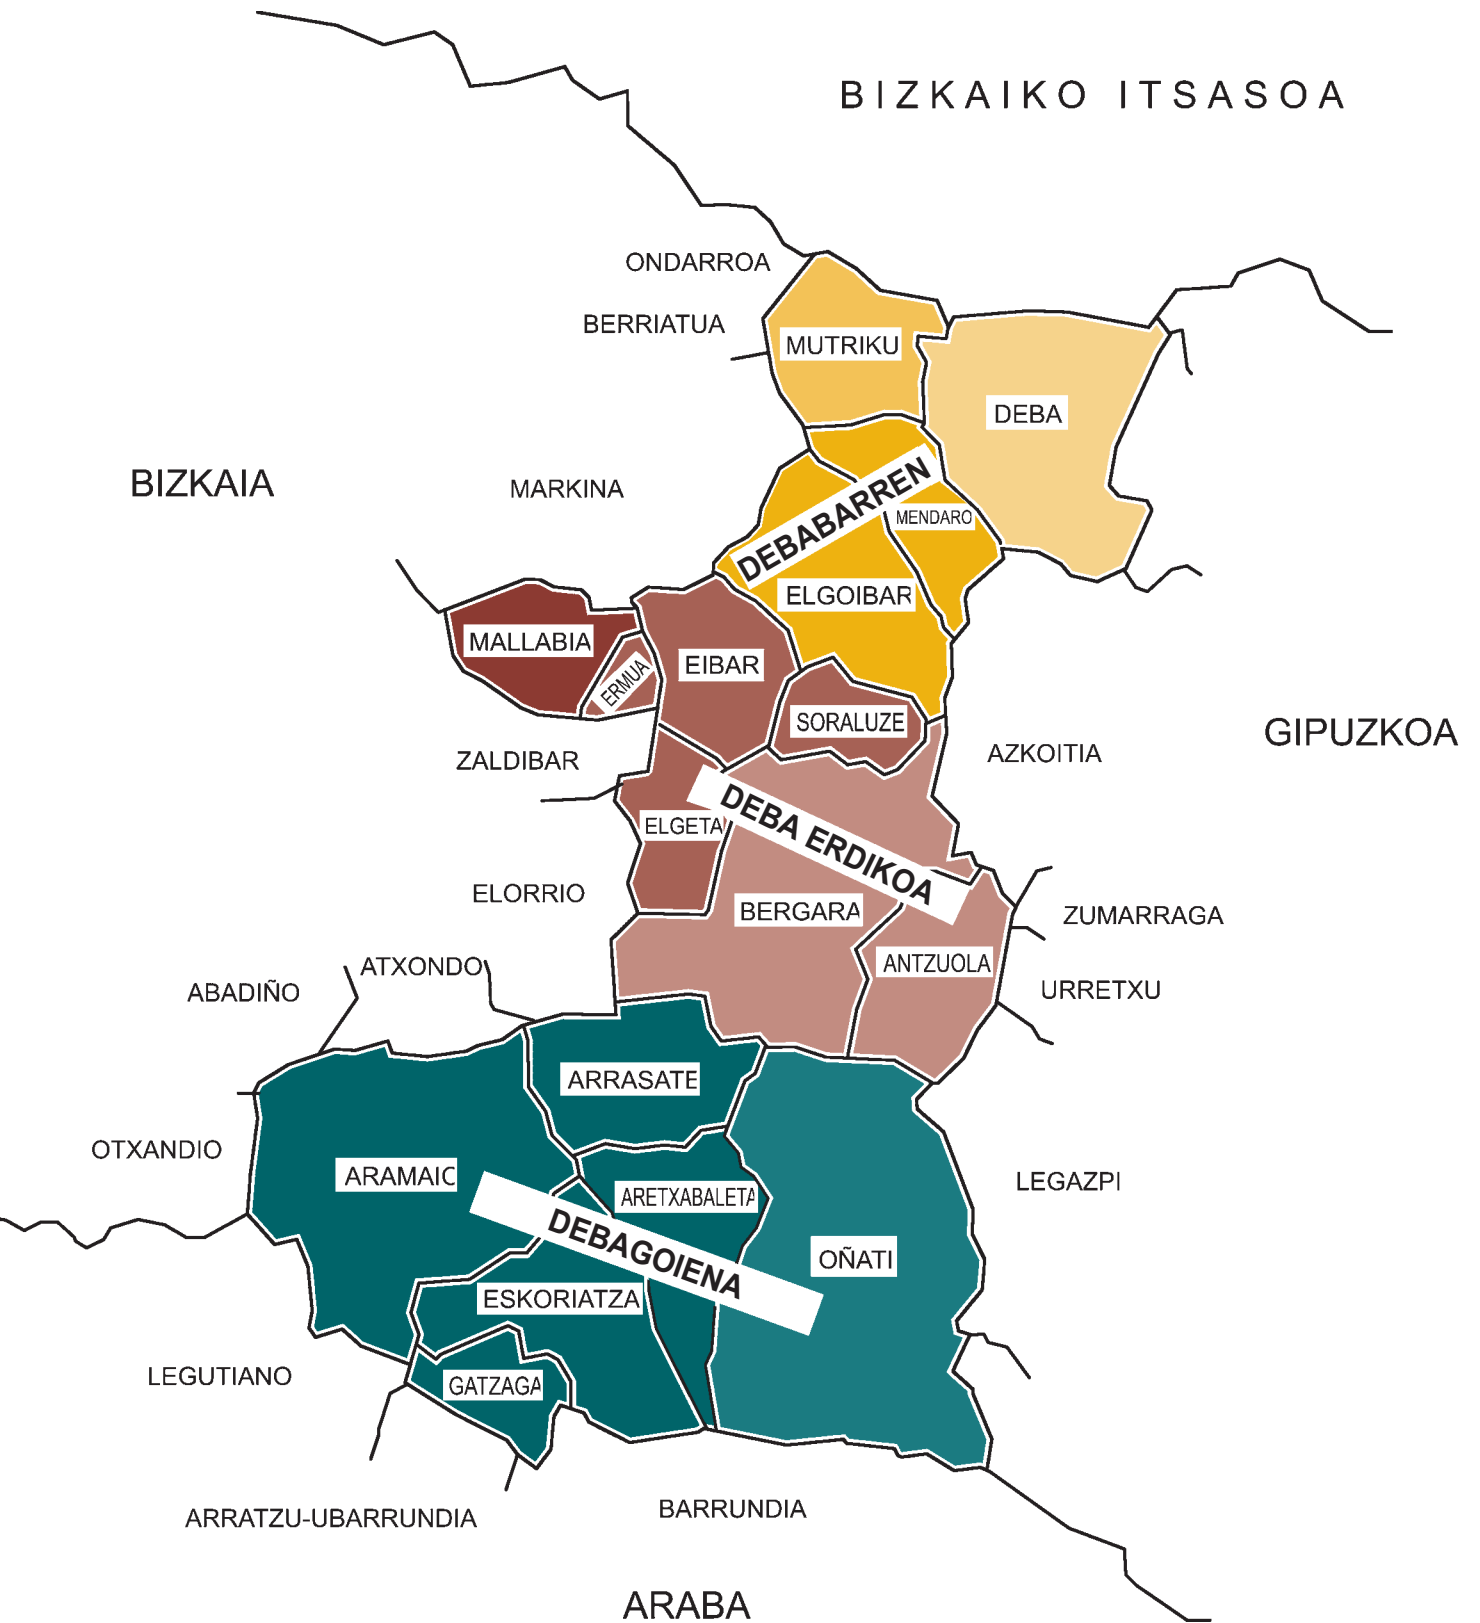 BIZKAIKO ITSASOA
ONDARROA
BERRIATUA
MUTRIKU
DEBA
BIZKAIA
MARKINA
DEBABARREN
MENDARO
ELGOIBAR
MALLABIA
ERMUA
EIBAR
SORALUZE
GIPUZKOA
ZALDIBAR
AZKOITIA
DEBA ERDIKOA
ELGETA
ELORRIO
BERGARA
ZUMARRAGA
ANTZUOLA
ATXONDO
ABADIÑO
URRETXU
ARRASATE
OTXANDIO
ARAMAIO
ARETXABALETA
LEGAZPI
DEBAGOIENA
OÑATI
ESKORIATZA
LEGUTIANO
GATZAGA
ARRATZU-UBARRUNDIA
BARRUNDIA
ARABA